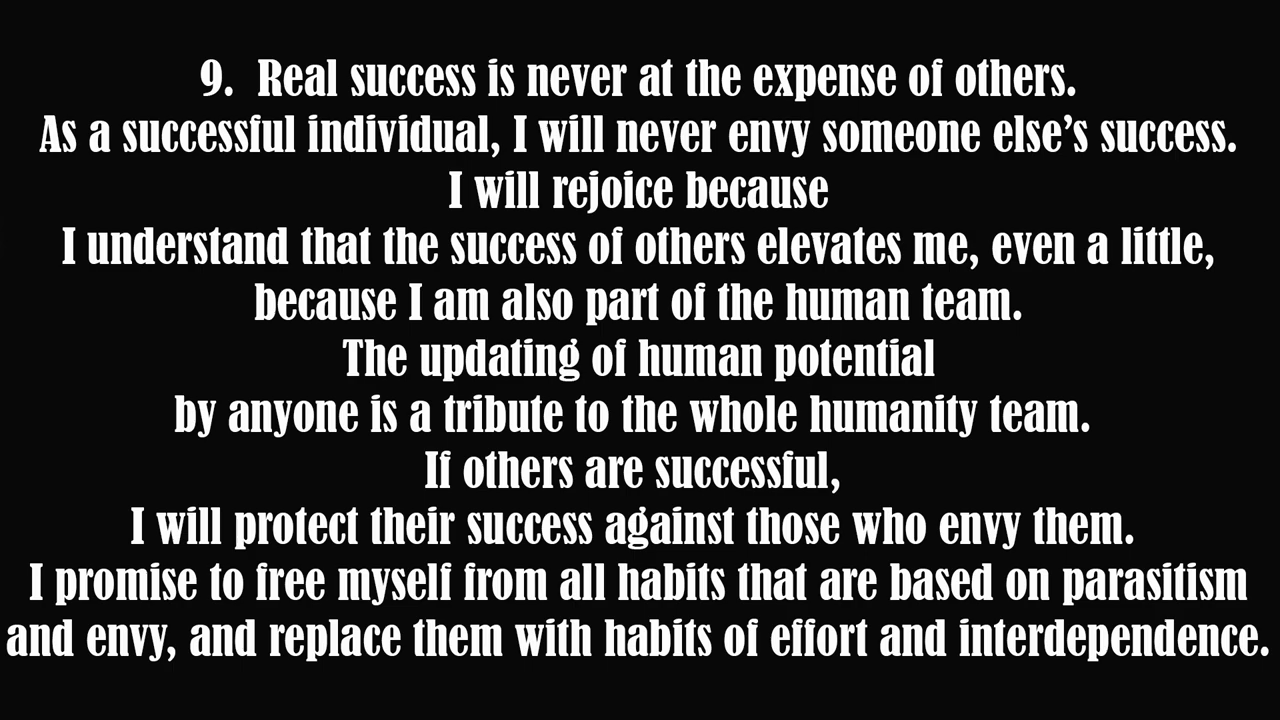 9.  Real success is never at the expense of others.
As a successful individual, I will never envy someone else’s success.
I will rejoice because
I understand that the success of others elevates me, even a little,
because I am also part of the human team.
The updating of human potential
by anyone is a tribute to the whole humanity team.
If others are successful,
I will protect their success against those who envy them.
I promise to free myself from all habits that are based on parasitism
and envy, and replace them with habits of effort and interdependence.